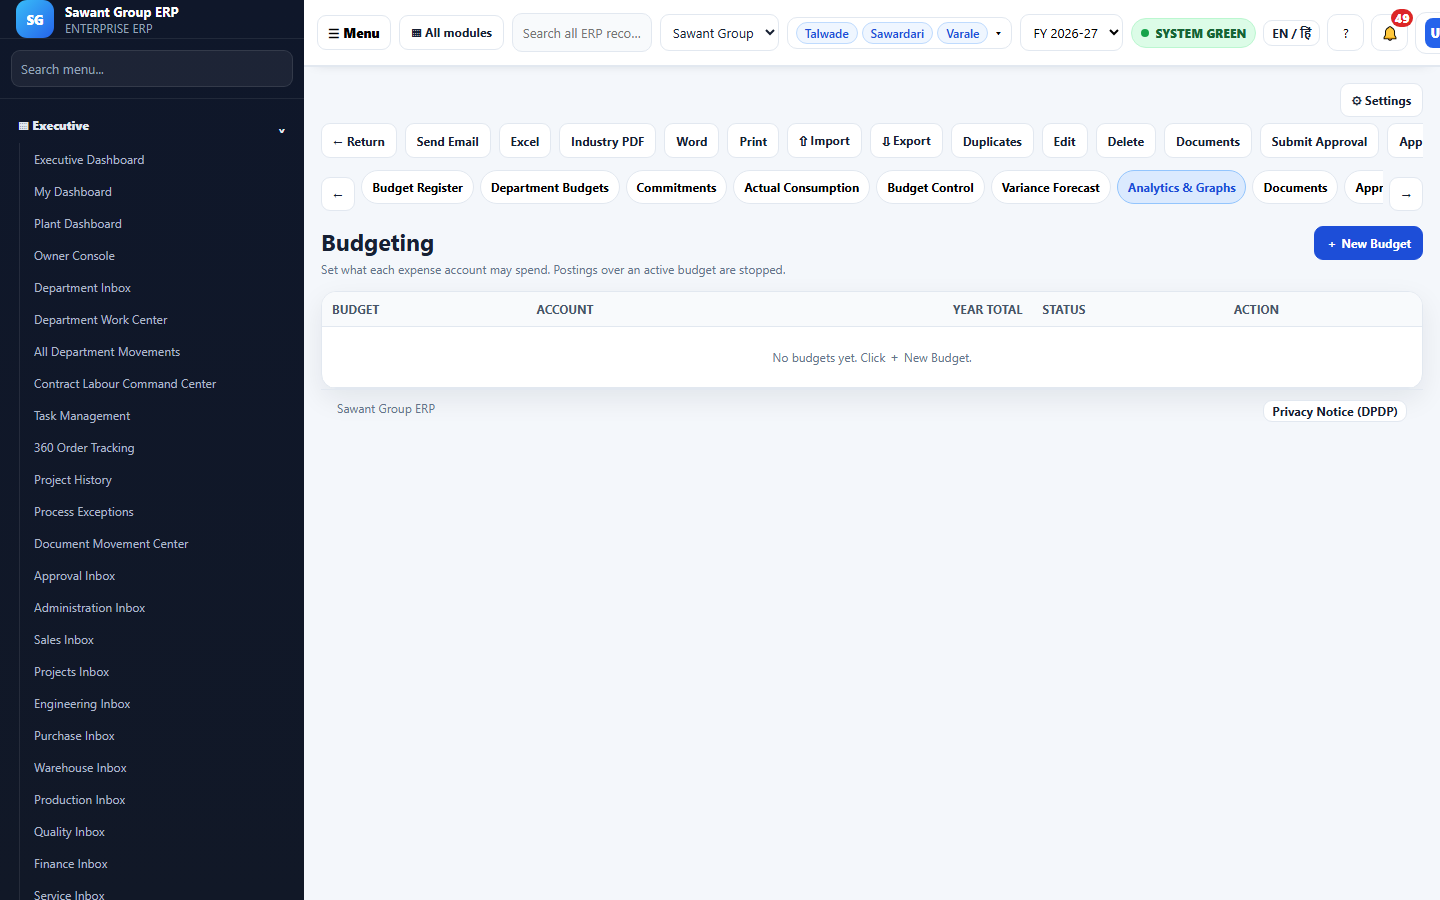 SG
Sawant Group ERP
ENTERPRISE ERP
Search menu...
Executive
Executive Dashboard
My Dashboard
Plant Dashboard
Owner Console
Department Inbox
Department Work Center
All Department Movements
Contract Labour Command Center
Task Management
360 Order Tracking
Project History
Process Exceptions
Document Movement Center
Approval Inbox
Administration Inbox
Sales Inbox
Projects Inbox
Engineering Inbox
Purchase Inbox
Warehouse Inbox
Production Inbox
Quality Inbox
Finance Inbox
Service Inbox
☰ Menu
All modules
Search all ERP reco...
Sawant Group
Talwade Sawardari Varale
FY 2026-27
SYSTEM GREEN
EN / हिं
?
49
U
⚙ Settings
← Return Send Email Excel Industry PDF Word Print ⇧ Import ⇩ Export Duplicates Edit Delete Documents Submit Approval App
← Budget Register Department Budgets Commitments Actual Consumption Budget Control Variance Forecast Analytics & Graphs Documents Appr →
Budgeting
+ New Budget
Set what each expense account may spend. Postings over an active budget are stopped.
BUDGET ACCOUNT YEAR TOTAL STATUS ACTION
No budgets yet. Click + New Budget.
Sawant Group ERP
Privacy Notice (DPDP)